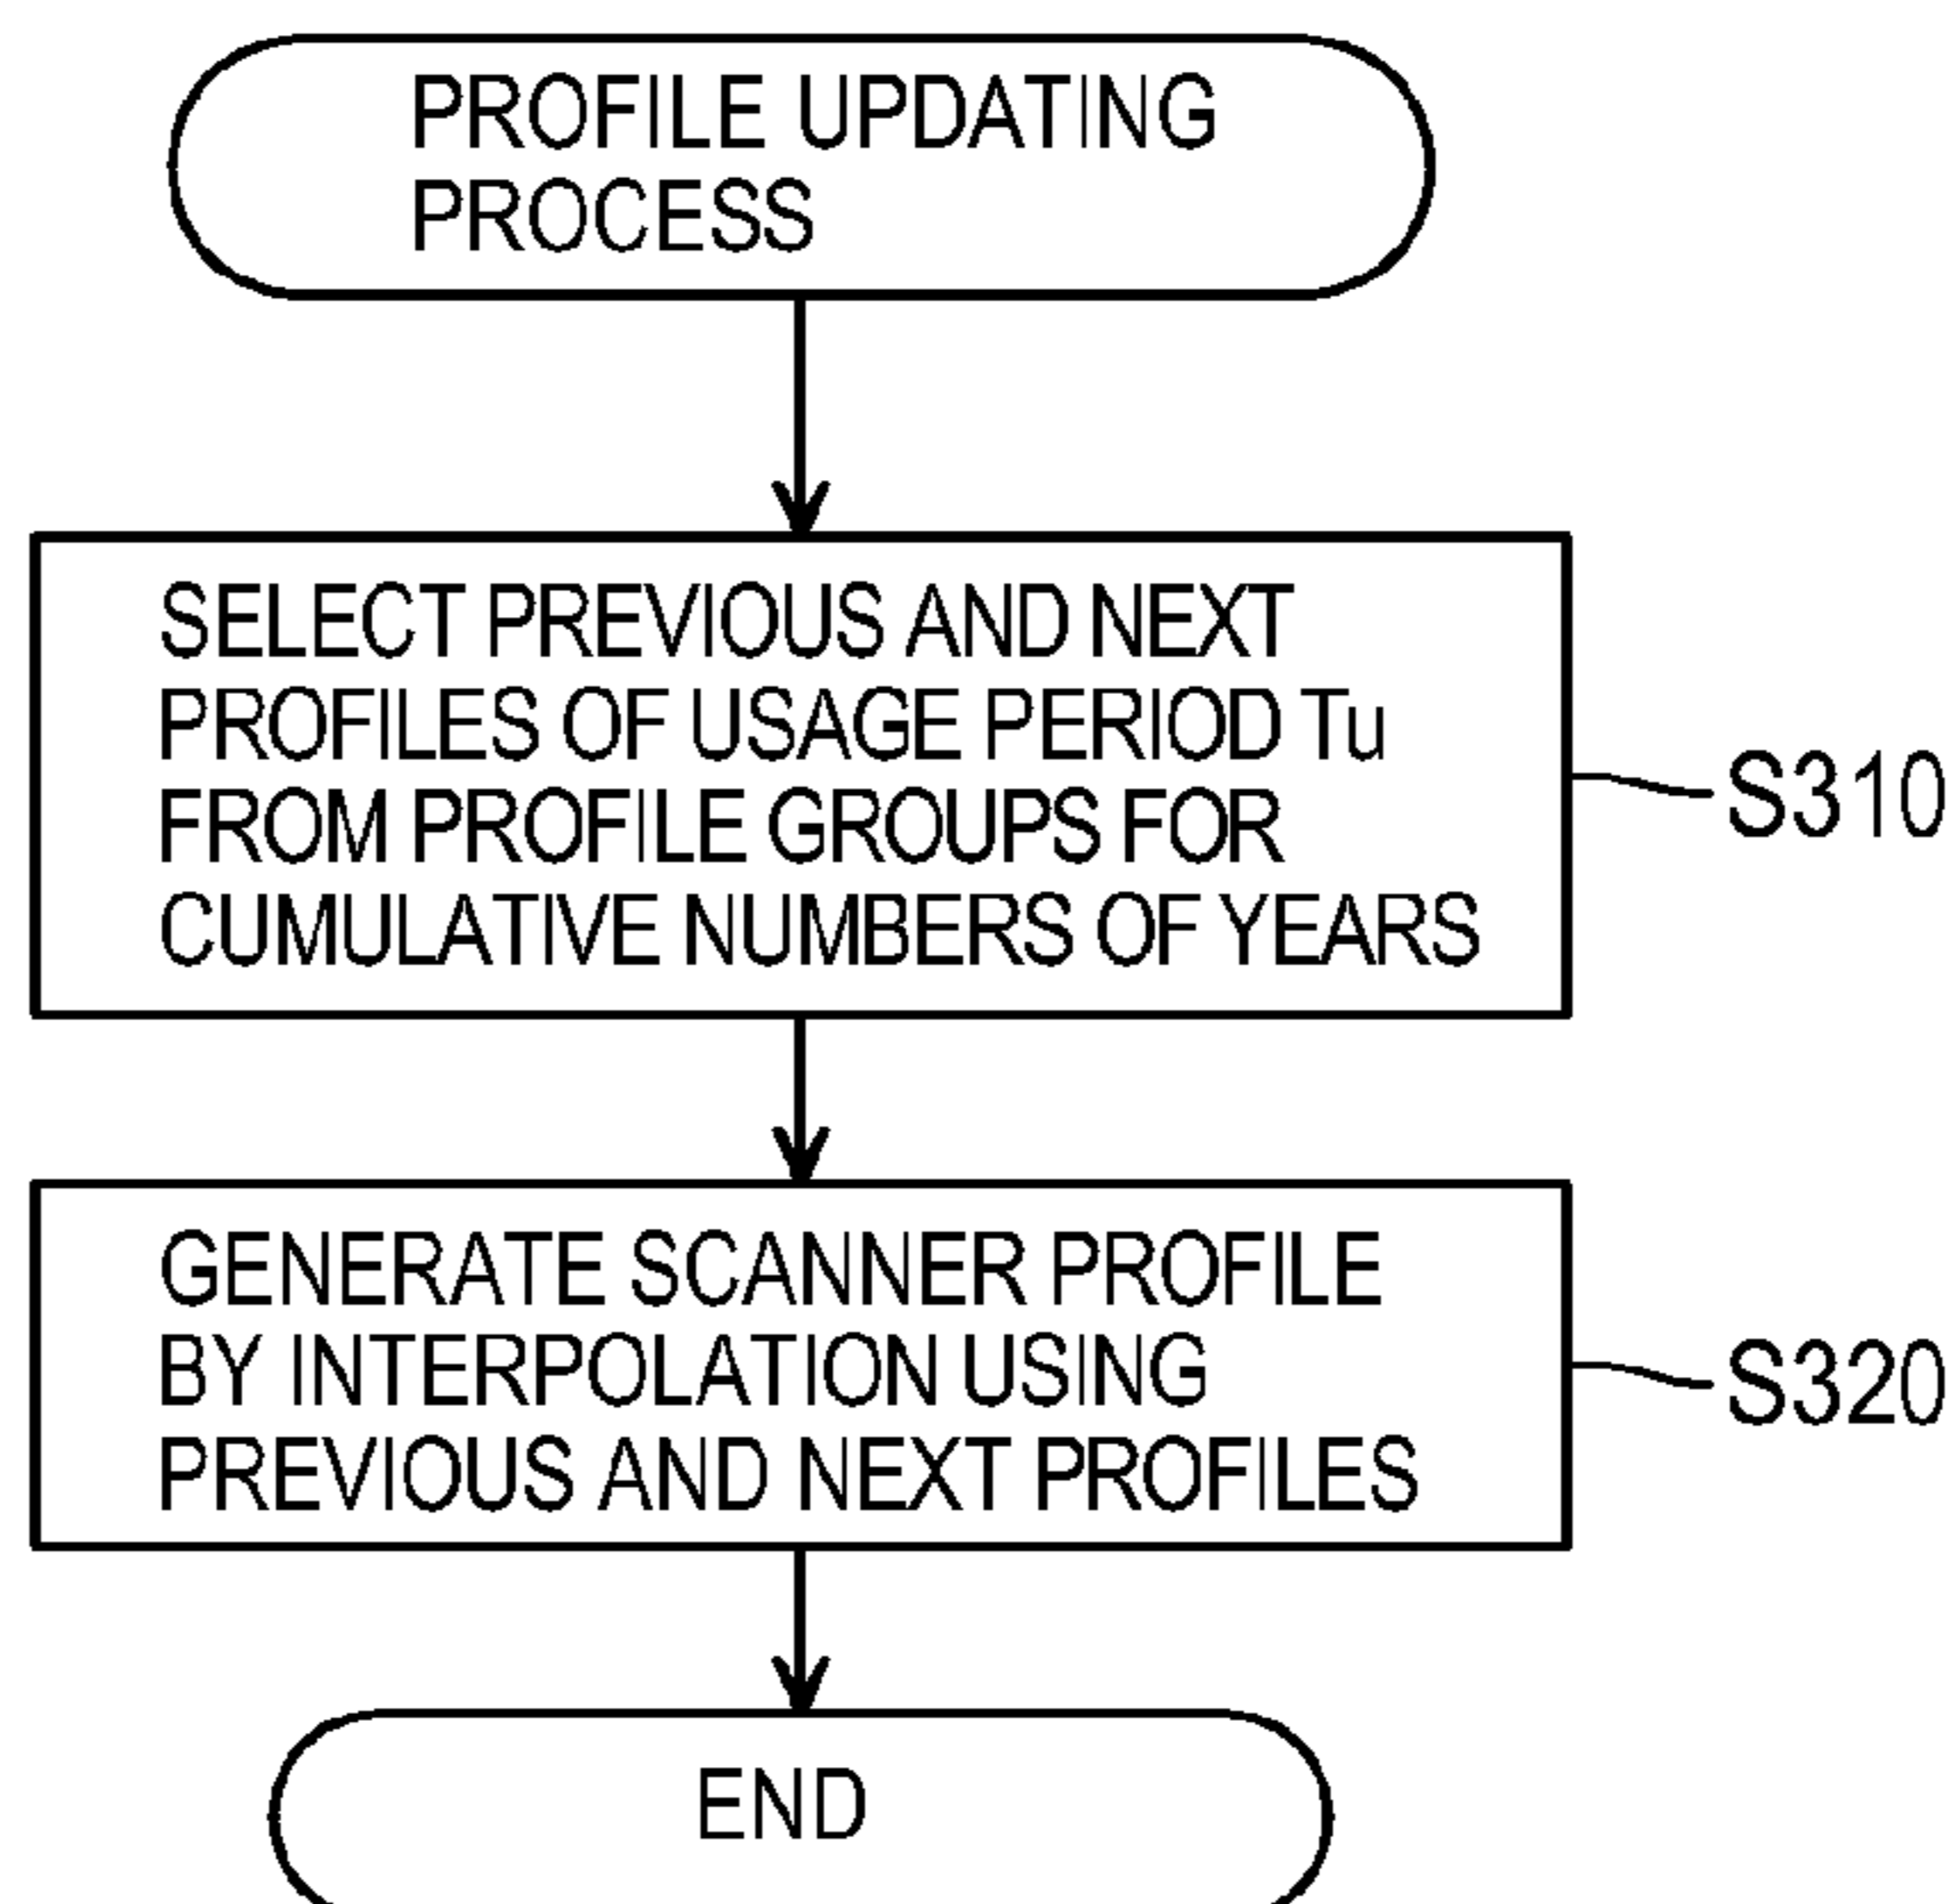 PROFILE UPDATING
PROCESS
SELECT PREVIOUS AND NEXT
PROFILES OF USAGE PERIOD Tu
FROM PROFILE GROUPS FOR
CUMULATIVE NUMBERS OF YEARS
S310
GENERATE SCANNER PROFILE
BY INTERPOLATION USING
PREVIOUS AND NEXT PROFILES
S320
END